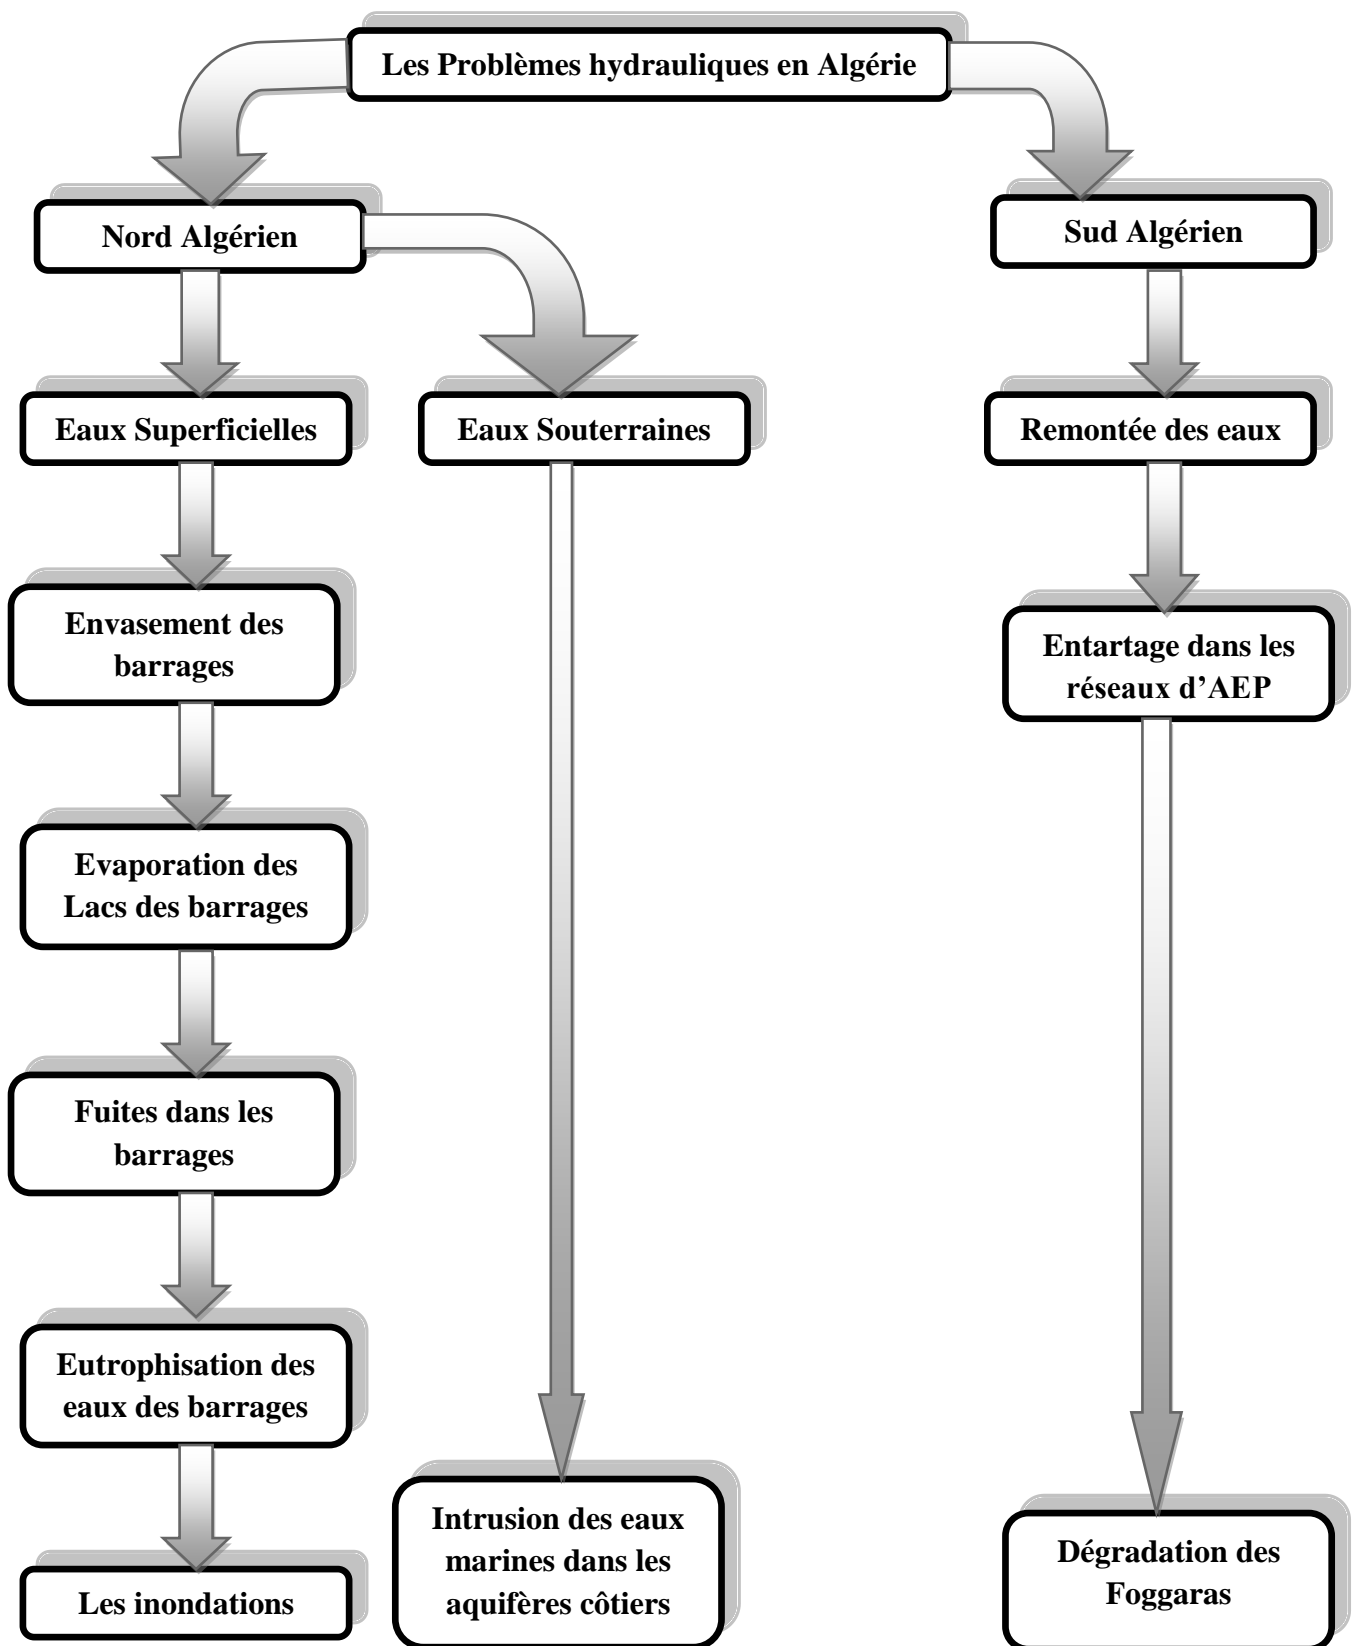 Les Problèmes hydrauliques en Algérie
Nord Algérien
Sud Algérien
Eaux Superficielles
Eaux Souterraines
Remontée des eaux
Envasement des
barrages
Entartage dans les
réseaux d’AEP
Evaporation des
Lacs des barrages
Fuites dans les
barrages
Eutrophisation des
eaux des barrages
Intrusion des eaux
marines dans les
aquifères côtiers
Dégradation des
Foggaras
Les inondations